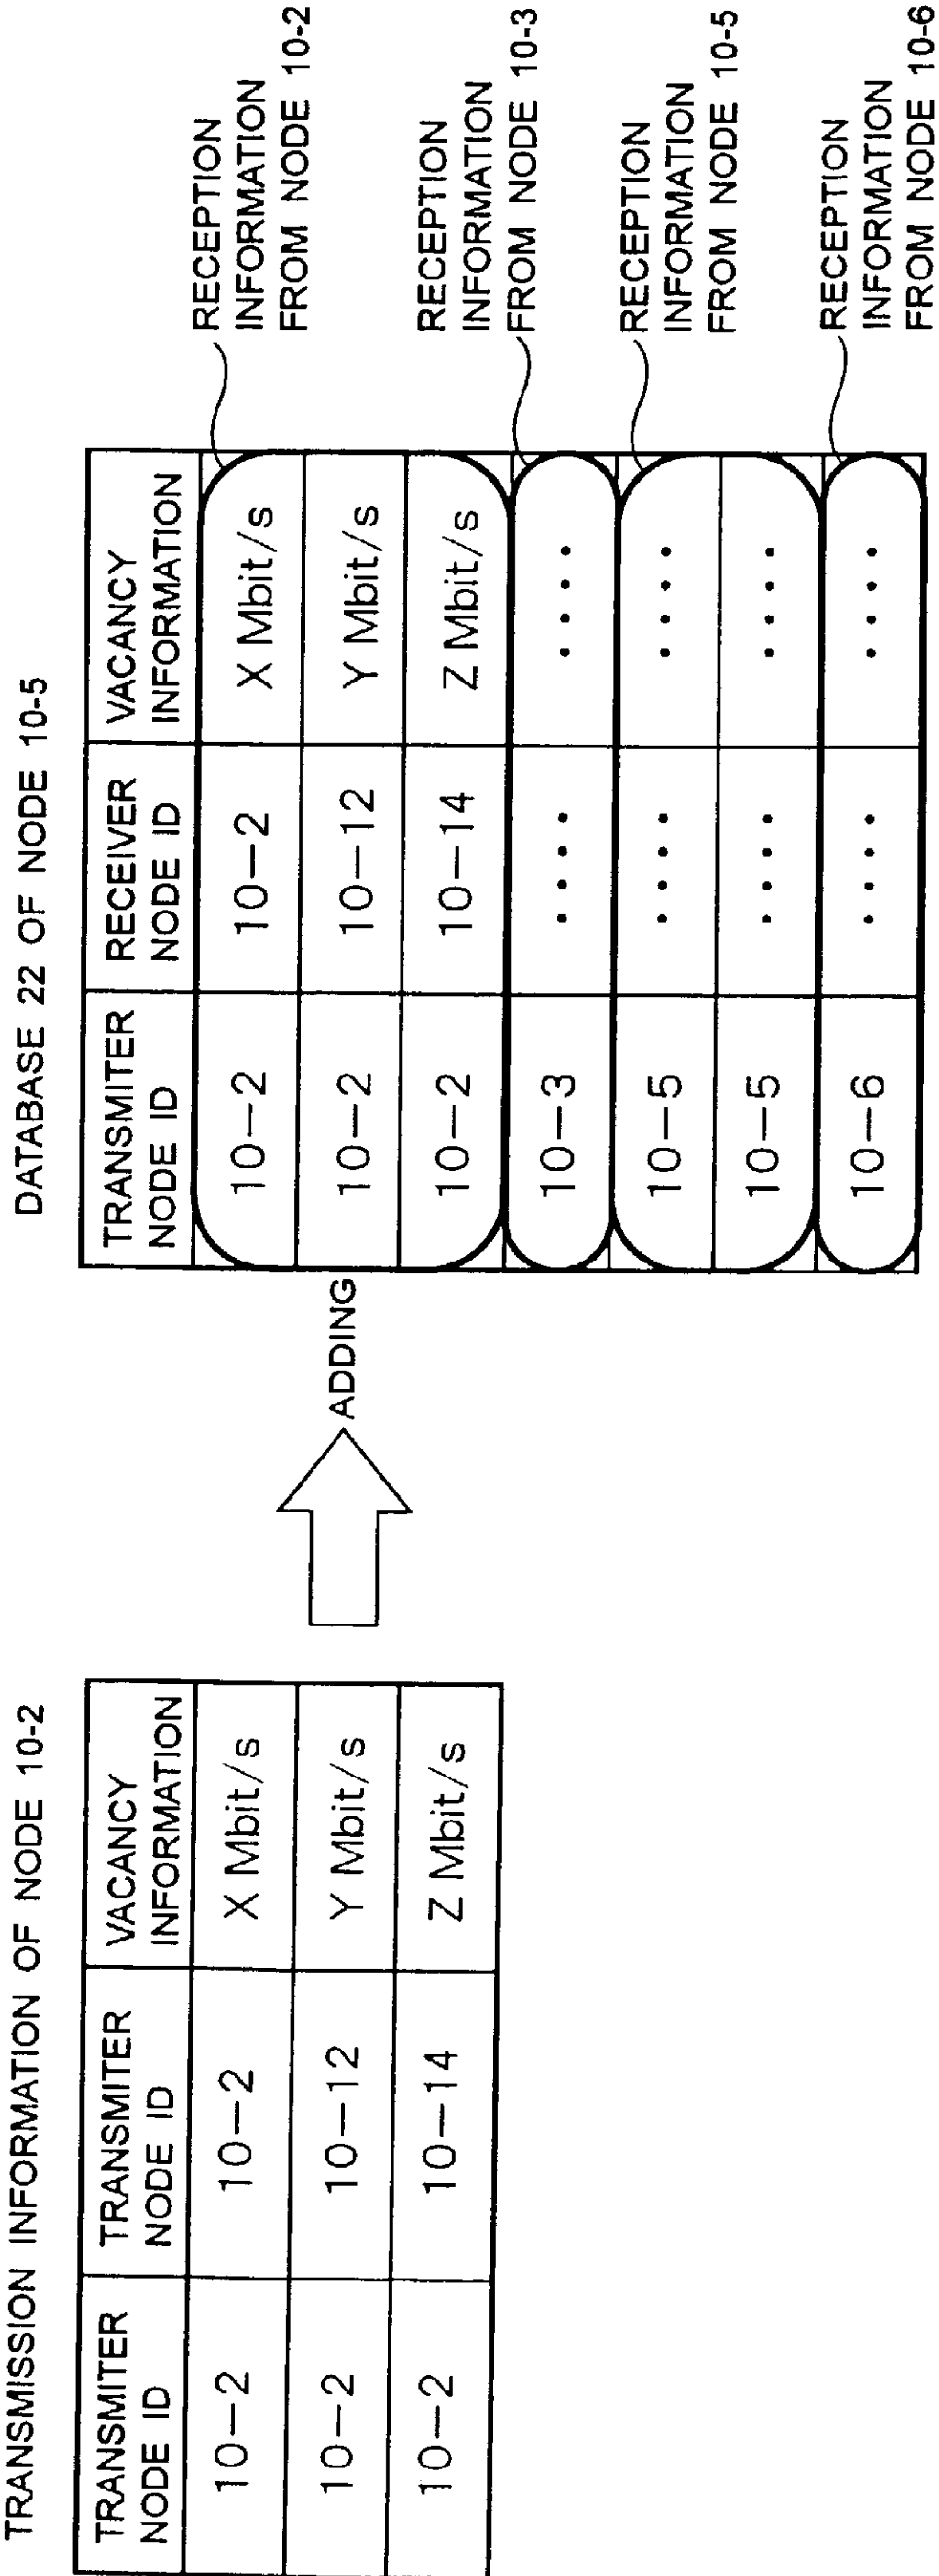 TRANSMISSION INFORMATION OF NODE 10-2
TRANSMITER NODE ID | TRANSMITER NODE ID | VACANCY INFORMATION
10–2 | 10–2 | X Mbit/s
10–2 | 10–12 | Y Mbit/s
10–2 | 10–14 | Z Mbit/s
ADDING
DATABASE 22 OF NODE 10-5
TRANSMITER NODE ID | RECEIVER NODE ID | VACANCY INFORMATION
10–2 | 10–2 | X Mbit/s
10–2 | 10–12 | Y Mbit/s
10–2 | 10–14 | Z Mbit/s
10–3 | •••• | ••••
10–5 | •••• | ••••
10–5 | •••• | ••••
10–6 | •••• | ••••
RECEPTION
INFORMATION
FROM NODE 10-2
RECEPTION
INFORMATION
FROM NODE 10-3
RECEPTION
INFORMATION
FROM NODE 10-5
RECEPTION
INFORMATION
FROM NODE 10-6